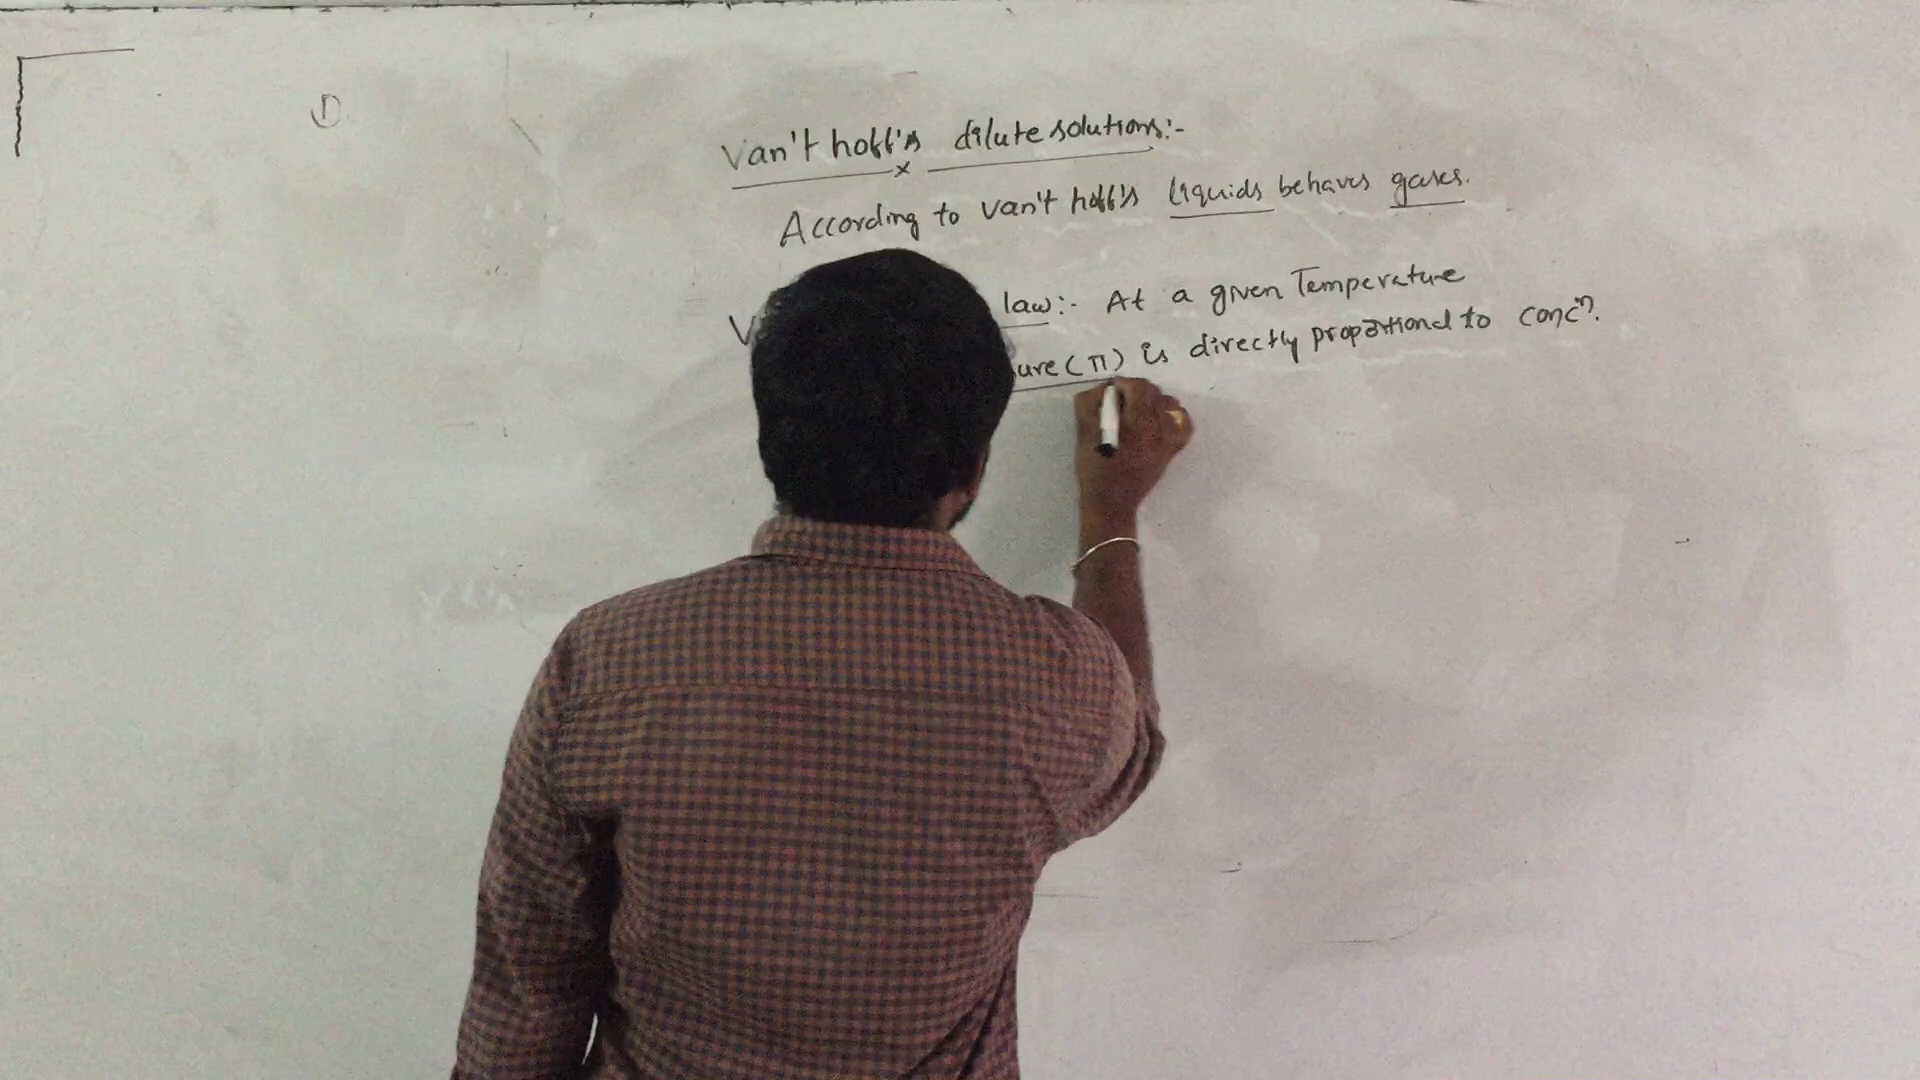 ①
Van't hoff's dilute solutions:-
According to Van't hoff's liquids behaves gases.
law:- At a given Temperature
ure (π) is directly proportional to concn.